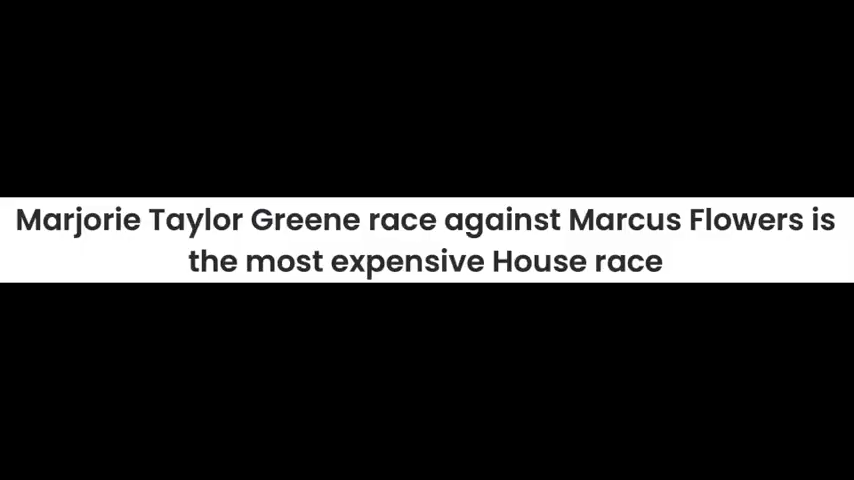 Marjorie Taylor Greene race against Marcus Flowers is
the most expensive House race